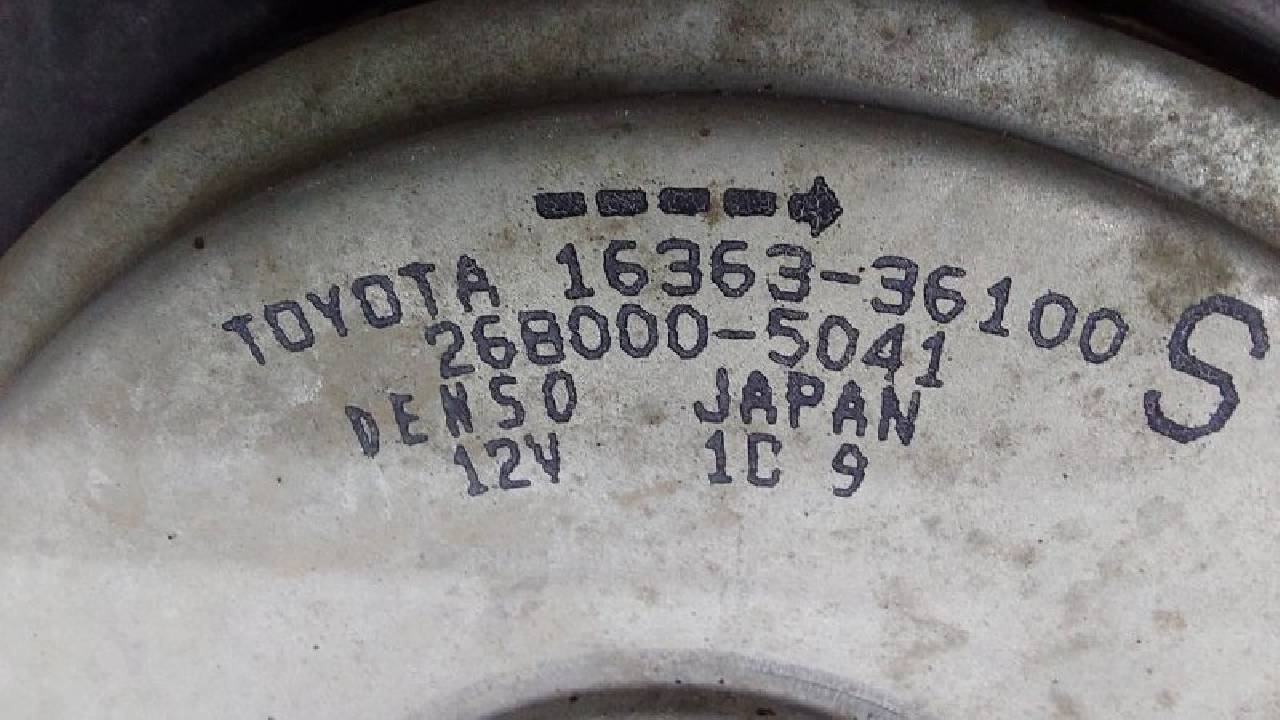 TOYOTA 16363-36100 S
268000-5041
DENSO JAPAN
12V 1C 9